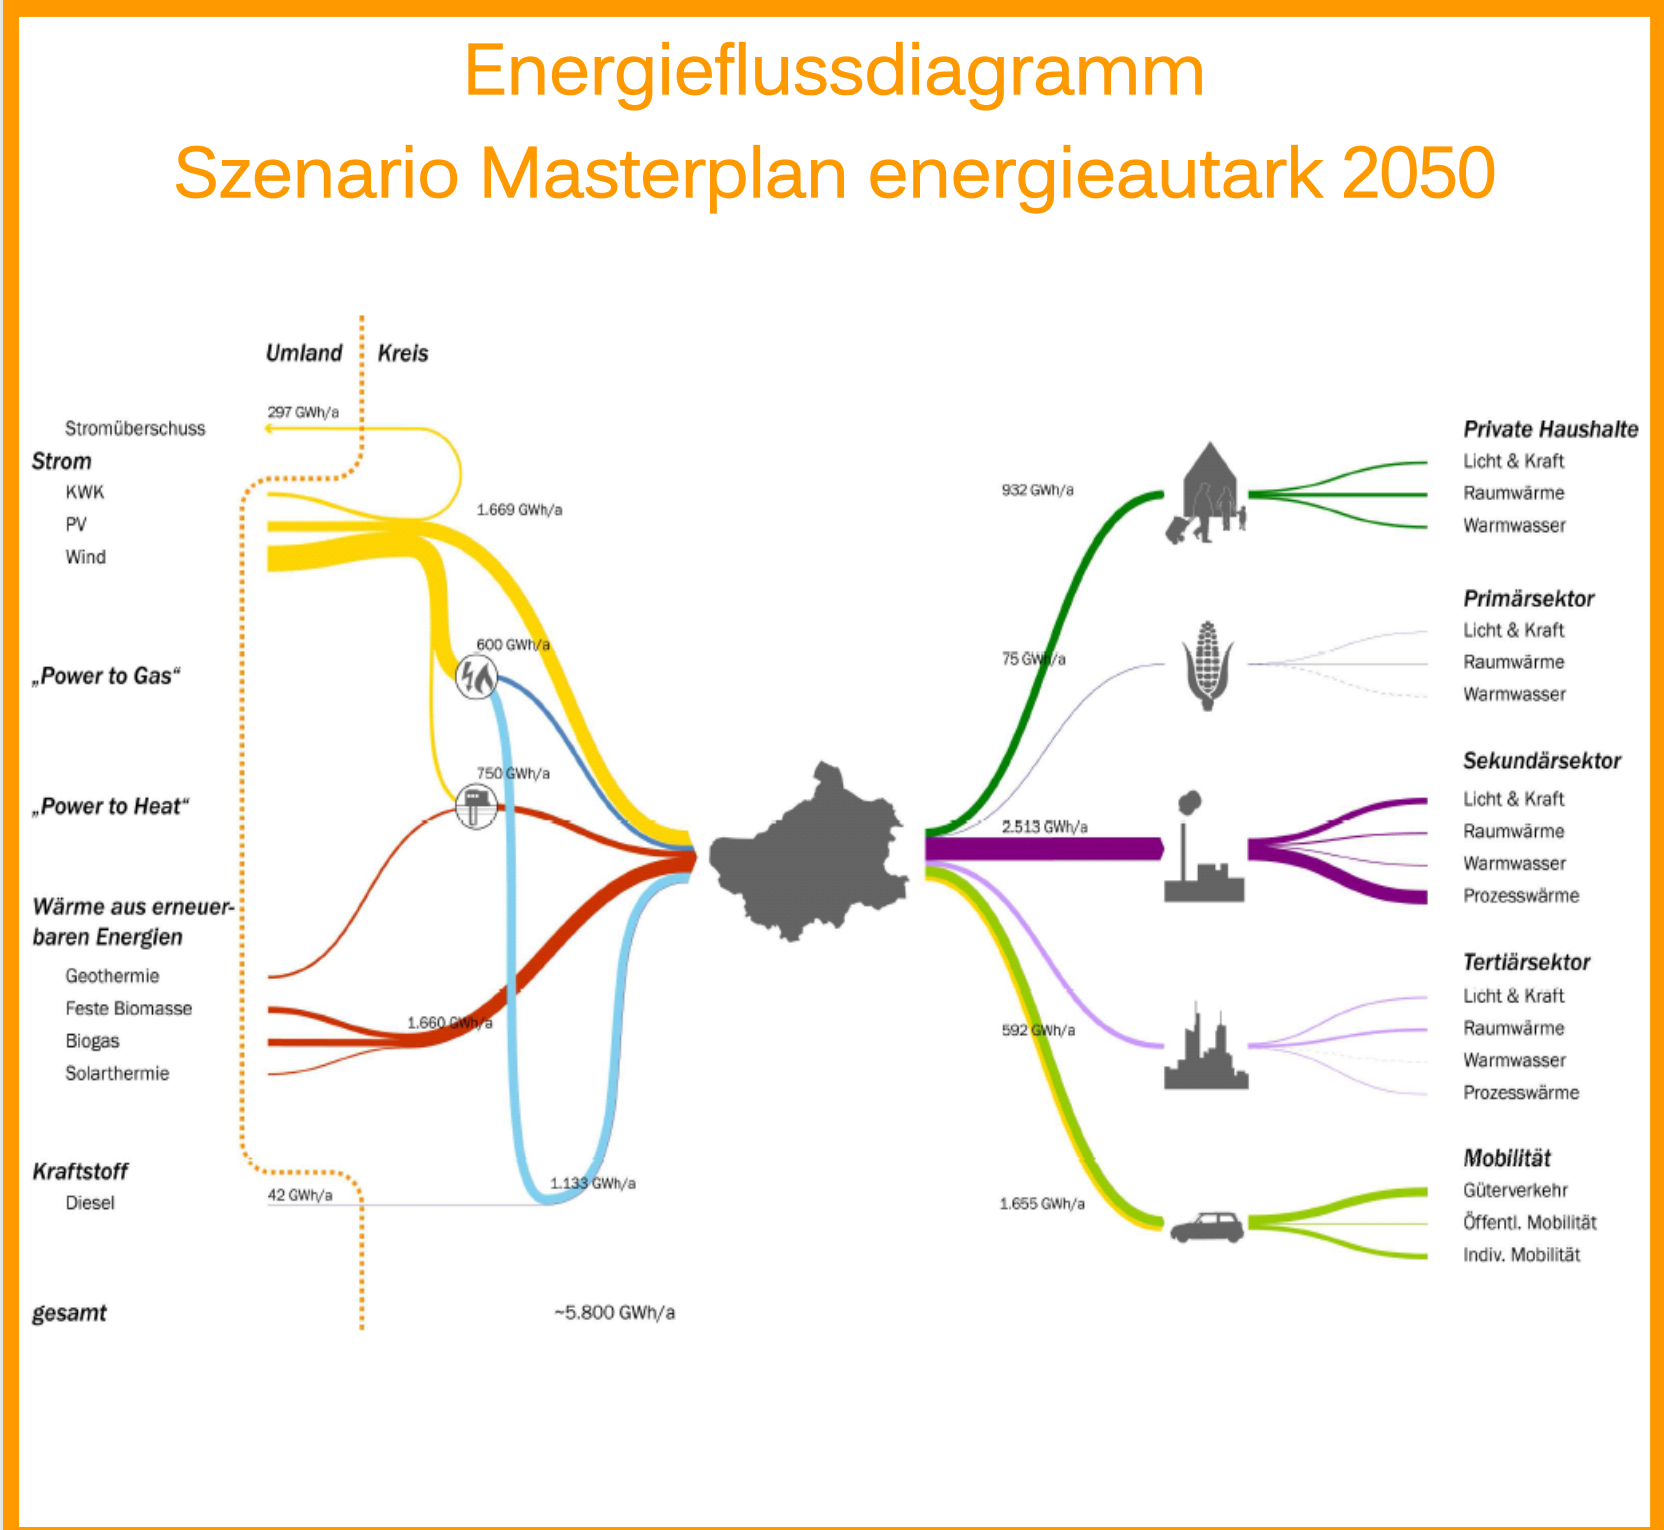 Energieflussdiagramm
Szenario Masterplan energieautark 2050
Umland
Kreis
297 GWh/a
Stromüberschuss
Strom
KWK
PV
Wind
1.669 GWh/a
600 GWh/a
„Power to Gas“
750 GWh/a
„Power to Heat“
Wärme aus erneuer-
baren Energien
Geothermie
Feste Biomasse
Biogas
Solarthermie
1.660 GWh/a
Kraftstoff
Diesel
42 GWh/a
1.133 GWh/a
gesamt
~5.800 GWh/a
932 GWh/a
Private Haushalte
Licht & Kraft
Raumwärme
Warmwasser
75 GWh/a
Primärsektor
Licht & Kraft
Raumwärme
Warmwasser
2.513 GWh/a
Sekundärsektor
Licht & Kraft
Raumwärme
Warmwasser
Prozesswärme
592 GWh/a
Tertiärsektor
Licht & Kraft
Raumwärme
Warmwasser
Prozesswärme
1.655 GWh/a
Mobilität
Güterverkehr
Öffentl. Mobilität
Indiv. Mobilität